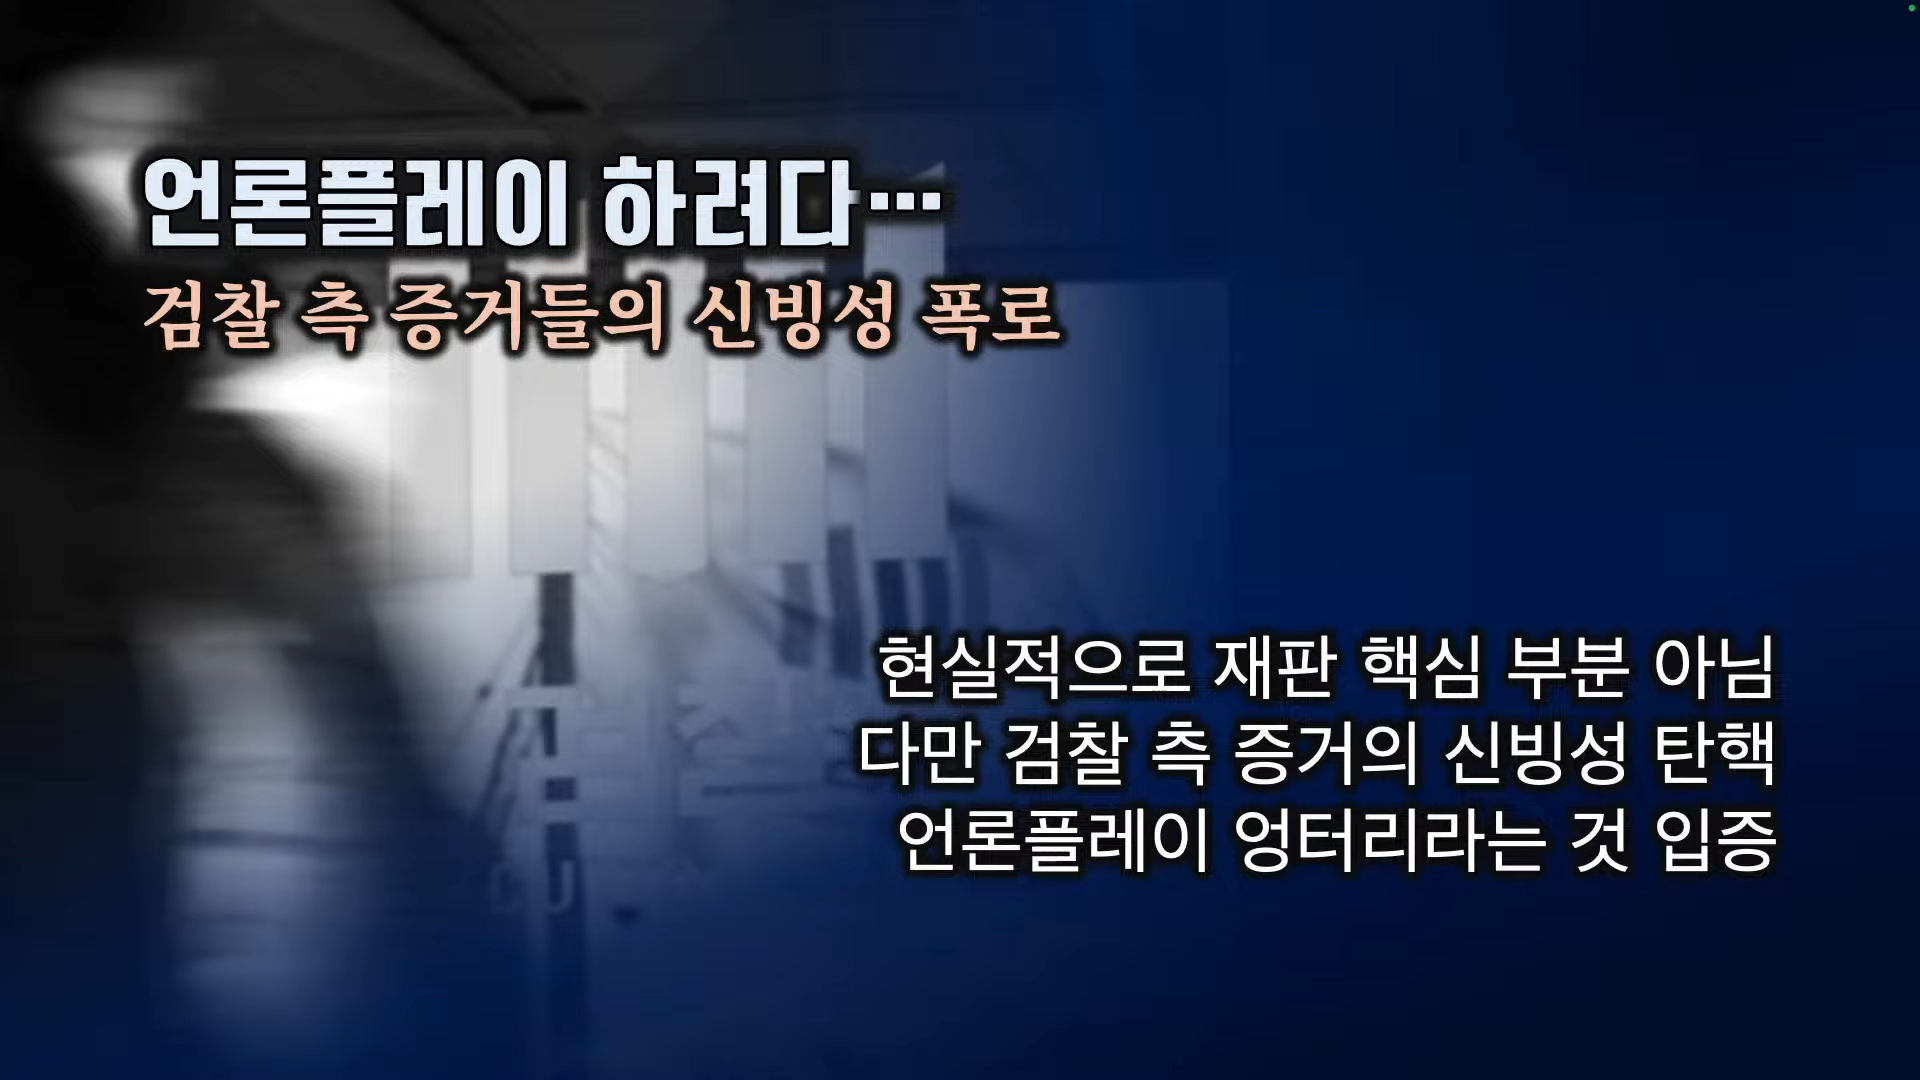 언론플레이 하려다…
검찰 측 증거들의 신빙성 폭로
현실적으로 재판 핵심 부분 아님
다만 검찰 측 증거의 신빙성 탄핵
언론플레이 엉터리라는 것 입증